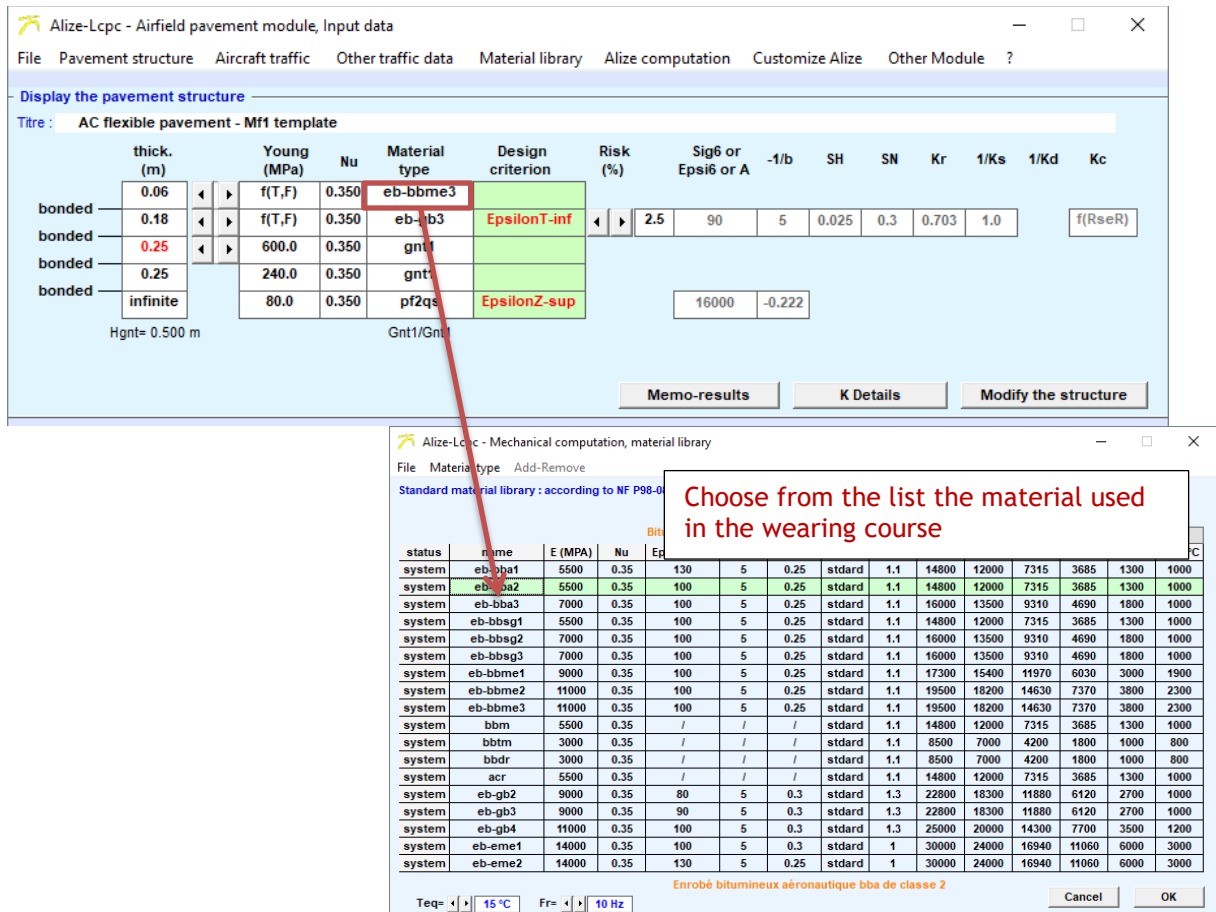 Alize-Lcpc - Airfield pavement module, Input data
File Pavement structure Aircraft traffic Other traffic data Material library Alize computation Customize Alize Other Module ?
Display the pavement structure
Titre : AC flexible pavement - Mf1 template
thick. (m) Young (MPa) Nu Material type Design criterion Risk (%) Sig6 or Epsi6 or A -1/b SH SN Kr 1/Ks 1/Kd Kc
0.06 f(T,F) 0.350 eb-bbme3
bonded
0.18 f(T,F) 0.350 eb-gb3 EpsilonT-inf 2.5 90 5 0.025 0.3 0.703 1.0 f(RseR)
bonded
0.25 600.0 0.350 gnt1
bonded
0.25 240.0 0.350 gnt1
bonded
infinite 80.0 0.350 pf2qs EpsilonZ-sup 16000 -0.222
Hgnt= 0.500 m Gnt1/Gnt1
Memo-results K Details Modify the structure
Alize-Lcpc - Mechanical computation, material library
File Material type Add-Remove
Standard material library : according to NF P98-08
Choose from the list the material used
in the wearing course
status name E (MPA) Nu
system eb-bba1 5500 0.35 130 5 0.25 stdard 1.1 14800 12000 7315 3685 1300 1000
system eb-bba2 5500 0.35 100 5 0.25 stdard 1.1 14800 12000 7315 3685 1300 1000
system eb-bba3 7000 0.35 100 5 0.25 stdard 1.1 16000 13500 9310 4690 1800 1000
system eb-bbsg1 5500 0.35 100 5 0.25 stdard 1.1 14800 12000 7315 3685 1300 1000
system eb-bbsg2 7000 0.35 100 5 0.25 stdard 1.1 16000 13500 9310 4690 1800 1000
system eb-bbsg3 7000 0.35 100 5 0.25 stdard 1.1 16000 13500 9310 4690 1800 1000
system eb-bbme1 9000 0.35 100 5 0.25 stdard 1.1 17300 15400 11970 6030 3000 1900
system eb-bbme2 11000 0.35 100 5 0.25 stdard 1.1 19500 18200 14630 7370 3800 2300
system eb-bbme3 11000 0.35 100 5 0.25 stdard 1.1 19500 18200 14630 7370 3800 2300
system bbm 5500 0.35 / / / stdard 1.1 14800 12000 7315 3685 1300 1000
system bbtm 3000 0.35 / / / stdard 1.1 8500 7000 4200 1800 1000 800
system bbdr 3000 0.35 / / / stdard 1.1 8500 7000 4200 1800 1000 800
system acr 5500 0.35 / / / stdard 1.1 14800 12000 7315 3685 1300 1000
system eb-gb2 9000 0.35 80 5 0.3 stdard 1.3 22800 18300 11880 6120 2700 1000
system eb-gb3 9000 0.35 90 5 0.3 stdard 1.3 22800 18300 11880 6120 2700 1000
system eb-gb4 11000 0.35 100 5 0.3 stdard 1.3 25000 20000 14300 7700 3500 1200
system eb-eme1 14000 0.35 100 5 0.3 stdard 1 30000 24000 16940 11060 6000 3000
system eb-eme2 14000 0.35 130 5 0.25 stdard 1 30000 24000 16940 11060 6000 3000
Enrobé bitumineux aéronautique bba de classe 2
Teq= 15 °C Fr= 10 Hz Cancel OK